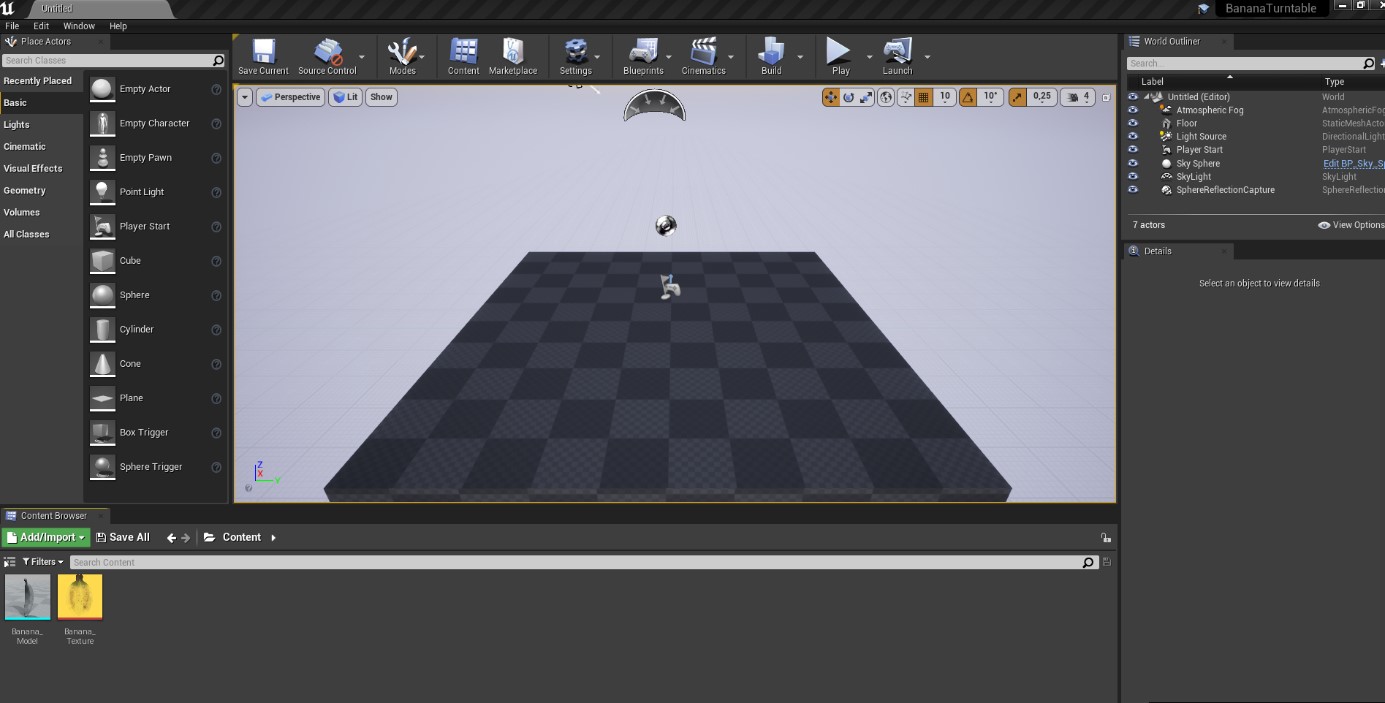 Untitled
BananaTurntable
File Edit Window Help
Place Actors
Search Classes
Recently Placed
Basic
Lights
Cinematic
Visual Effects
Geometry
Volumes
All Classes
Empty Actor
Empty Character
Empty Pawn
Point Light
Player Start
Cube
Sphere
Cylinder
Cone
Plane
Box Trigger
Sphere Trigger
Save Current Source Control Modes Content Marketplace Settings Blueprints Cinematics Build Play Launch
Perspective Lit Show
10 10° 0,25 4
Z
X
Y
World Outliner
Search...
Label Type
Untitled (Editor) World
Atmospheric Fog AtmosphericFog
Floor StaticMeshActo
Light Source DirectionalLight
Player Start PlayerStart
Sky Sphere Edit BP_Sky_Sp
SkyLight SkyLight
SphereReflectionCapture SphereReflection
7 actors View Options
Details
Select an object to view details
Content Browser
Add/Import Save All Content
Filters Search Content
Banana_
Model
Banana_
Texture